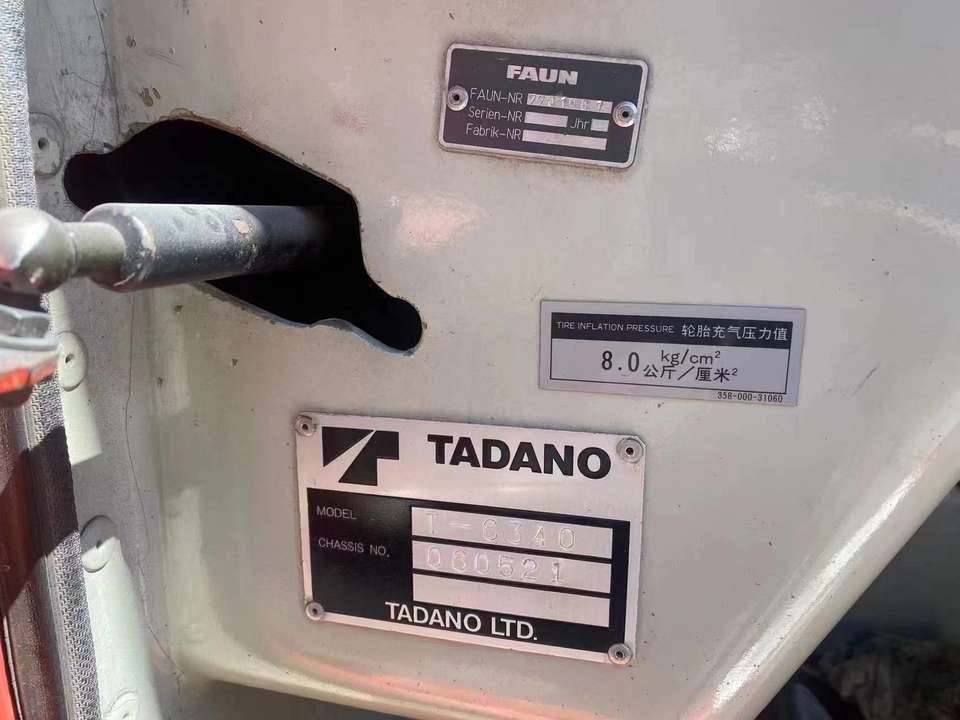 FAUN
FAUN-NR
Serien-NR Jhr
Fabrik-NR
TIRE INFLATION PRESSURE 轮胎充气压力值
8.0 kg/cm²
公斤/厘米²
358-000-31060
TADANO
MODEL
CHASSIS NO.
TADANO LTD.